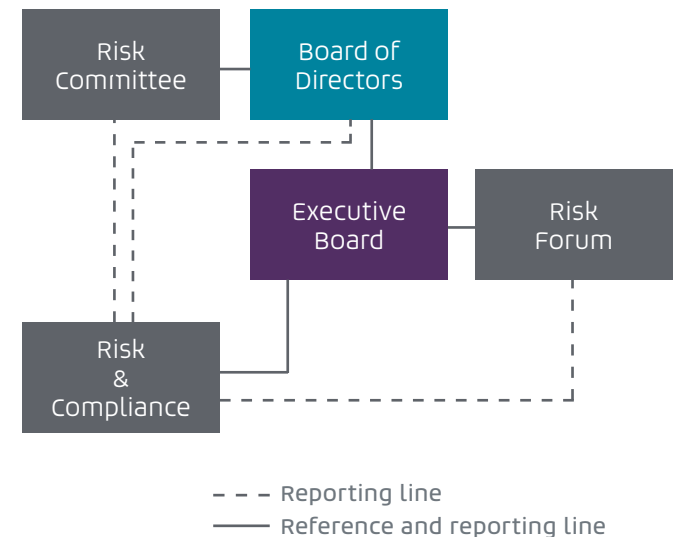 Risk
Committee
Board of
Directors
Executive
Board
Risk
Forum
Risk
&
Compliance
Reporting line
Reference and reporting line